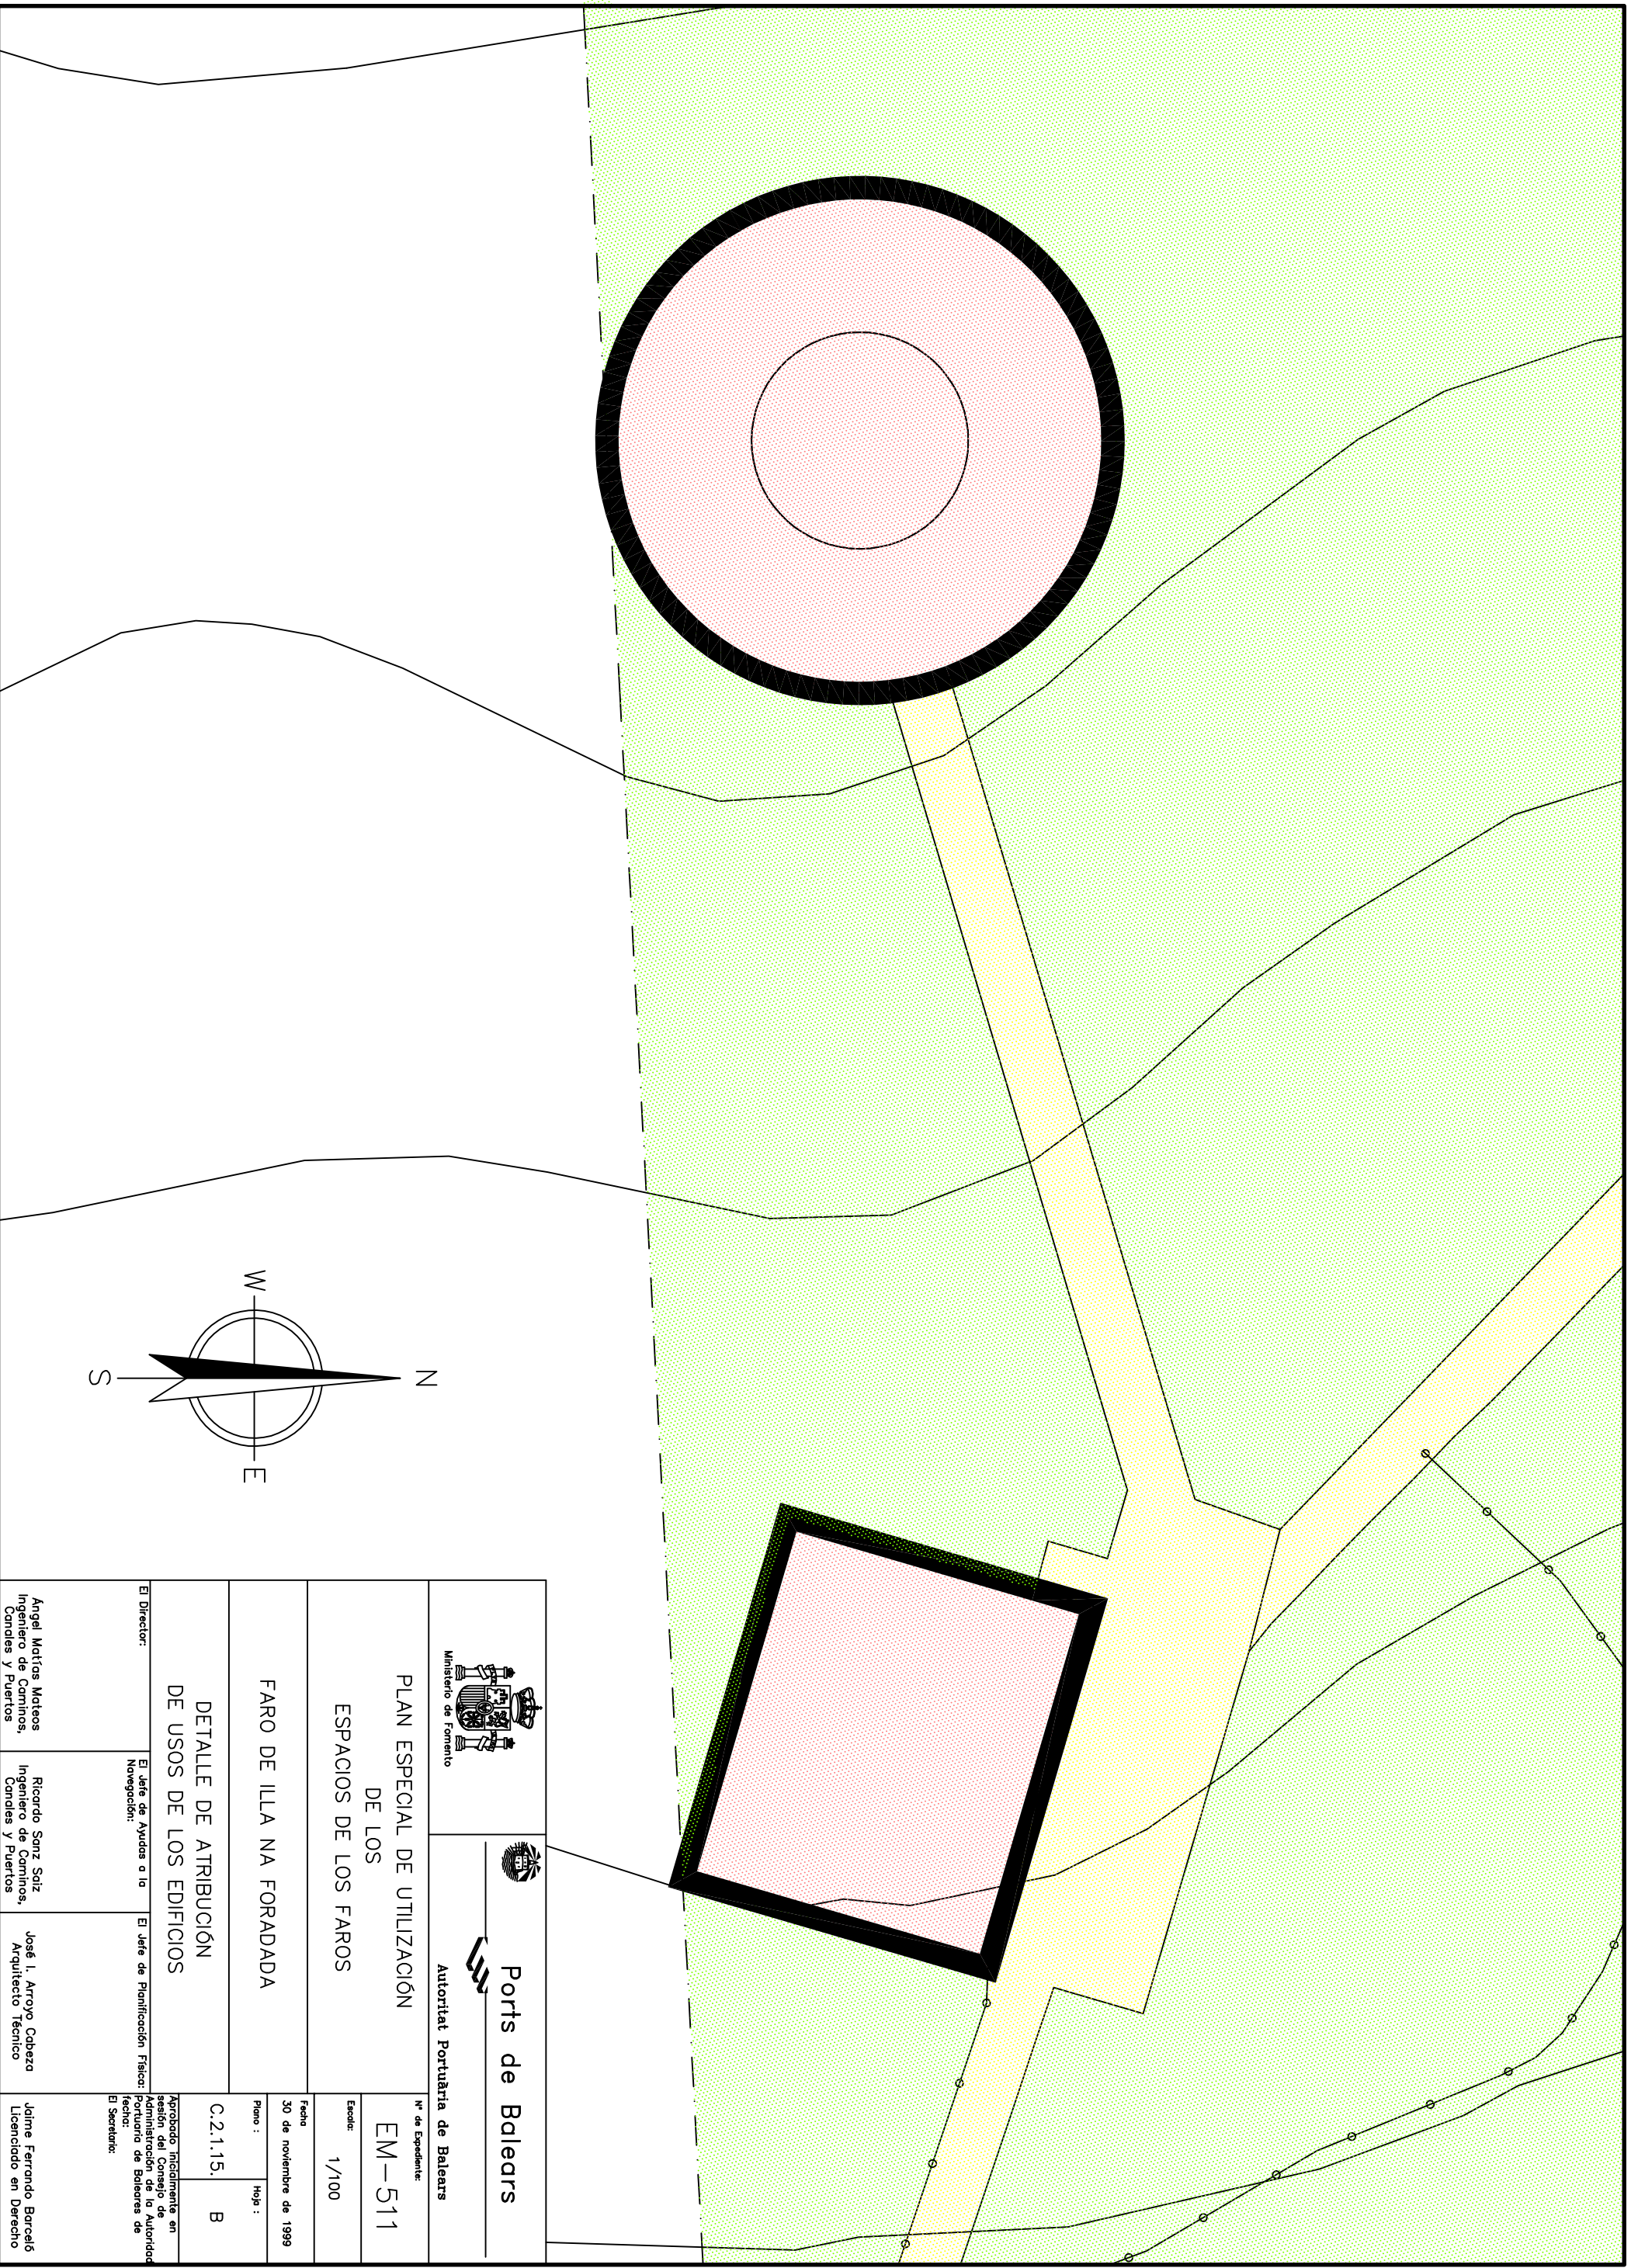 N
W
E
S
Ministerio de Fomento
Ports de Balears
Autoritat Portuària de Balears
PLAN ESPECIAL DE UTILIZACIÓN
DE LOS
ESPACIOS DE LOS FAROS
Nº de Expediente:
EM-511
Escala:
1/100
FARO DE ILLA NA FORADADA
Fecha
30 de noviembre de 1999
DETALLE DE ATRIBUCIÓN
DE USOS DE LOS EDIFICIOS
Plano :
C.2.1.15.
Hoja :
B
El Director:
Ángel Matías Mateos
Ingeniero de Caminos,
Canales y Puertos
El Jefe de Ayudas a la
Navegación:
Ricardo Sanz Saiz
Ingeniero de Caminos,
Canales y Puertos
El Jefe de Planificación Física:
José I. Arroyo Cabeza
Arquitecto Técnico
Aprobado inicialmente en
sesión del Consejo de
Administración de la Autoridad
Portuaria de Baleares de
fecha:
El Secretario:
Jaime Ferrando Barceló
Licenciado en Derecho